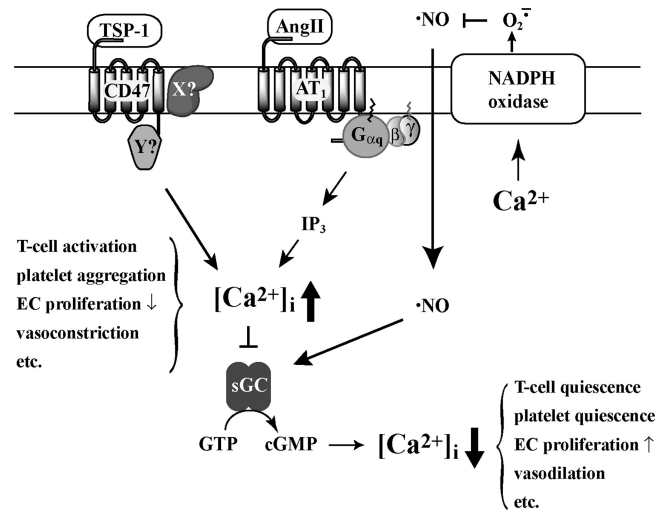 TSP-1
AngII
·NO
O₂⁻·
CD47
X?
AT₁
NADPH
oxidase
Gαq
β
γ
Y?
Ca²⁺
IP₃
T-cell activation
platelet aggregation
EC proliferation ↓
vasoconstriction
etc.
[Ca²⁺]i
·NO
sGC
GTP
cGMP
[Ca²⁺]i
T-cell quiescence
platelet quiescence
EC proliferation ↑
vasodilation
etc.